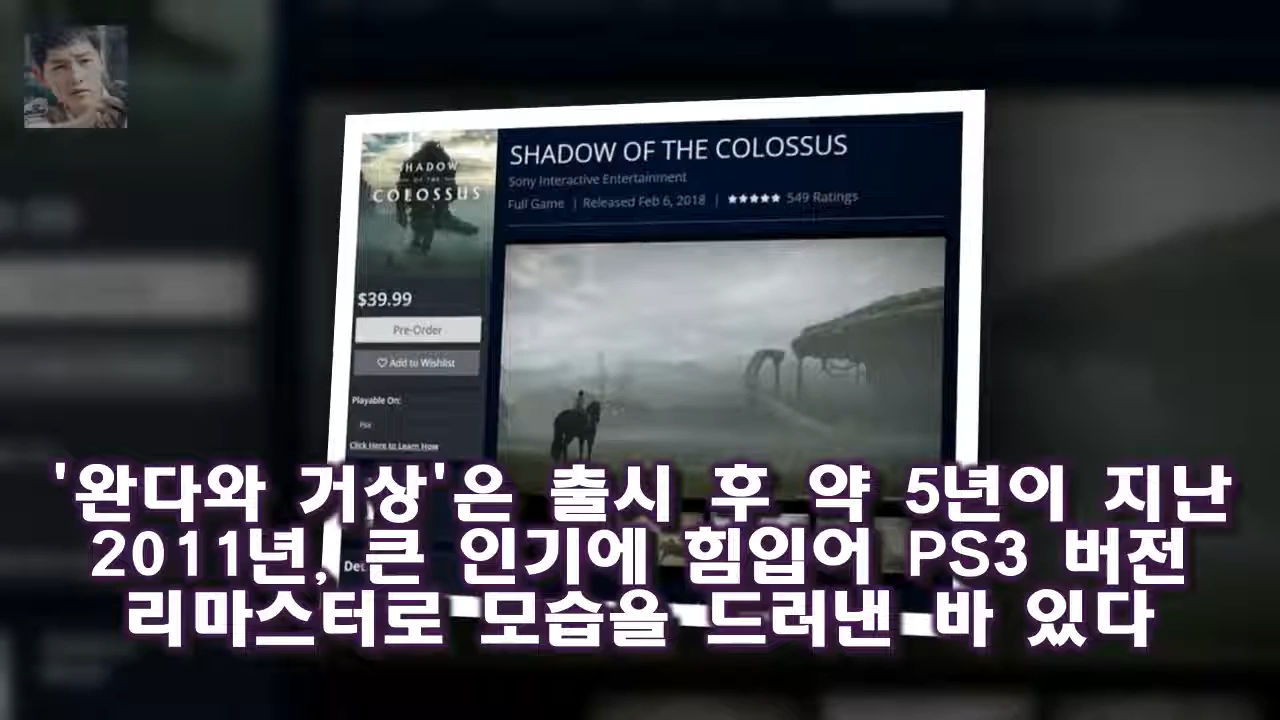 SHADOW
OF THE
COLOSSUS
SHADOW OF THE COLOSSUS
Sony Interactive Entertainment
Full Game | Released Feb 6, 2018 | ★★★★★ 549 Ratings
$39.99
Pre-Order
♡ Add to Wishlist
Playable On:
PS4
Click Here to Learn How
'완다와 거상'은 출시 후 약 5년이 지난
2011년, 큰 인기에 힘입어 PS3 버전
리마스터로 모습을 드러낸 바 있다